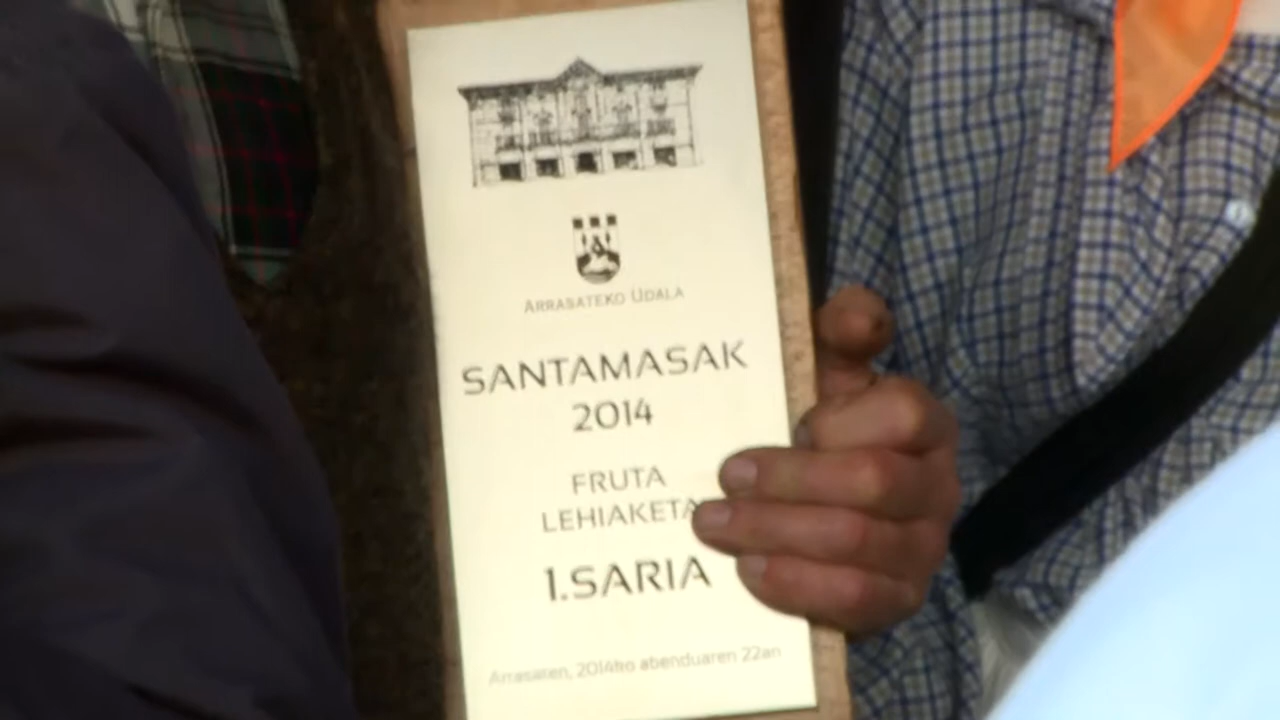 ARRASATEKO UDALA
SANTAMASAK
2014
FRUTA
LEHIAKETA
1.SARIA
Arrasaten, 2014ko abenduaren 22an